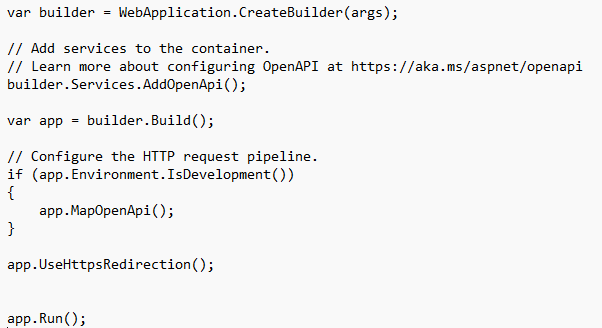 var builder = WebApplication.CreateBuilder(args);
// Add services to the container.
// Learn more about configuring OpenAPI at https://aka.ms/aspnet/openapi
builder.Services.AddOpenApi();
var app = builder.Build();
// Configure the HTTP request pipeline.
if (app.Environment.IsDevelopment())
{
    app.MapOpenApi();
}
app.UseHttpsRedirection();
app.Run();